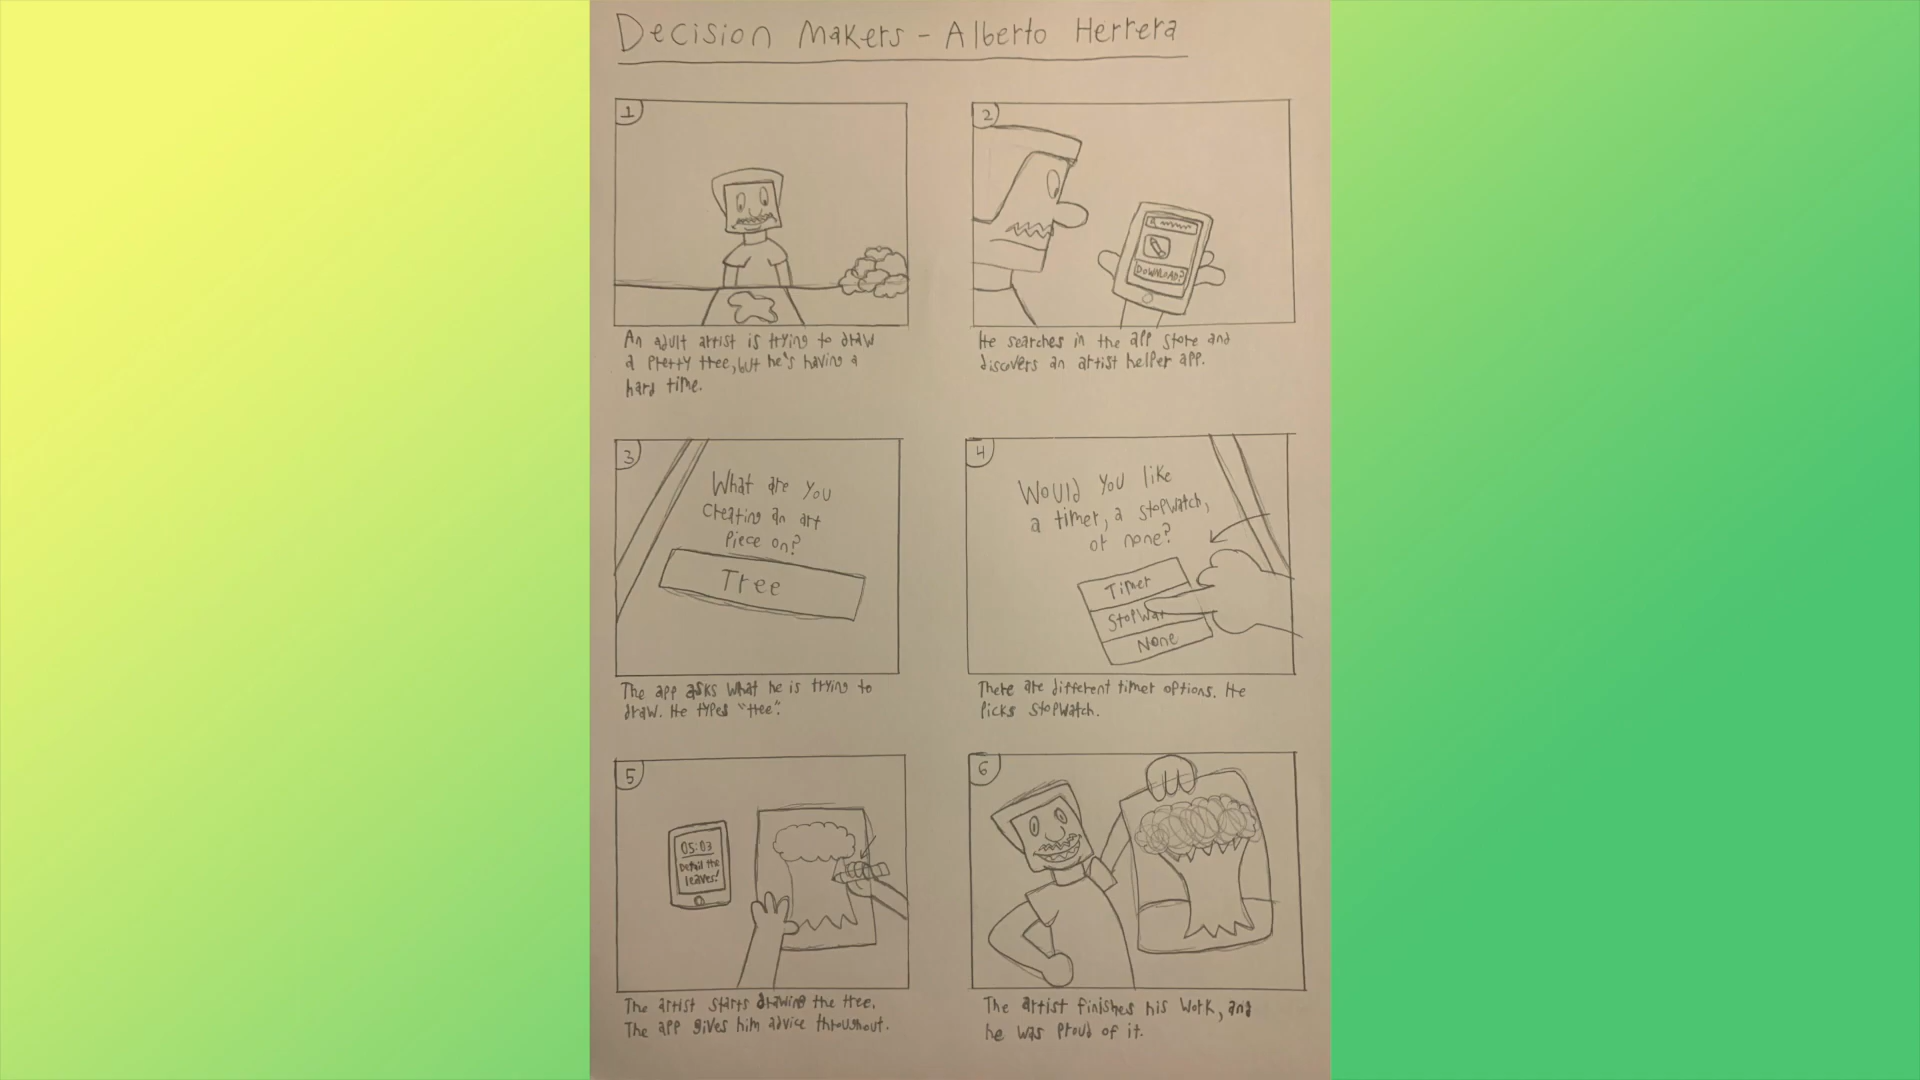 Decision Makers - Alberto Herrera
1
An adult artist is trying to draw
a pretty tree, but he's having a
hard time.
2
DOWNLOAD?
He searches in the app store and
discovers an artist helper app.
3
What are you
creating an art
piece on?
Tree
The app asks what he is trying to
draw. He types "tree".
4
Would you like
a timer, a stopwatch,
or none?
Timer
Stopwat
None
There are different timer options. He
picks stopwatch.
5
05:03
Detail the
leaves!
The artist starts drawing the tree.
The app gives him advice throughout.
6
The artist finishes his work, and
he was proud of it.